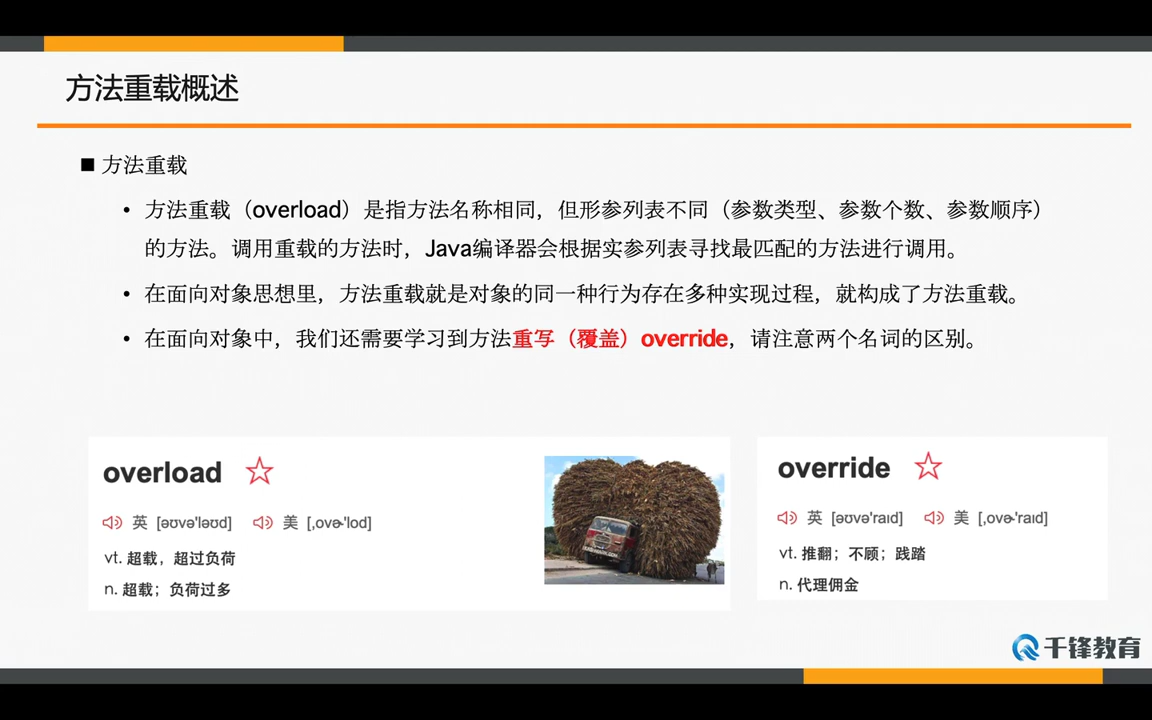 方法重载概述
■ 方法重载
• 方法重载（overload）是指方法名称相同，但形参列表不同（参数类型、参数个数、参数顺序）
的方法。调用重载的方法时，Java编译器会根据实参列表寻找最匹配的方法进行调用。
• 在面向对象思想里，方法重载就是对象的同一种行为存在多种实现过程，就构成了方法重载。
• 在面向对象中，我们还需要学习到方法重写（覆盖）override，请注意两个名词的区别。
overload
英 [əʊvə'ləʊd] 美 [,ovɚ'lod]
vt. 超载，超过负荷
n. 超载；负荷过多
override
英 [əʊvə'raɪd] 美 [,ovɚ'raɪd]
vt. 推翻；不顾；践踏
n. 代理佣金
千锋教育